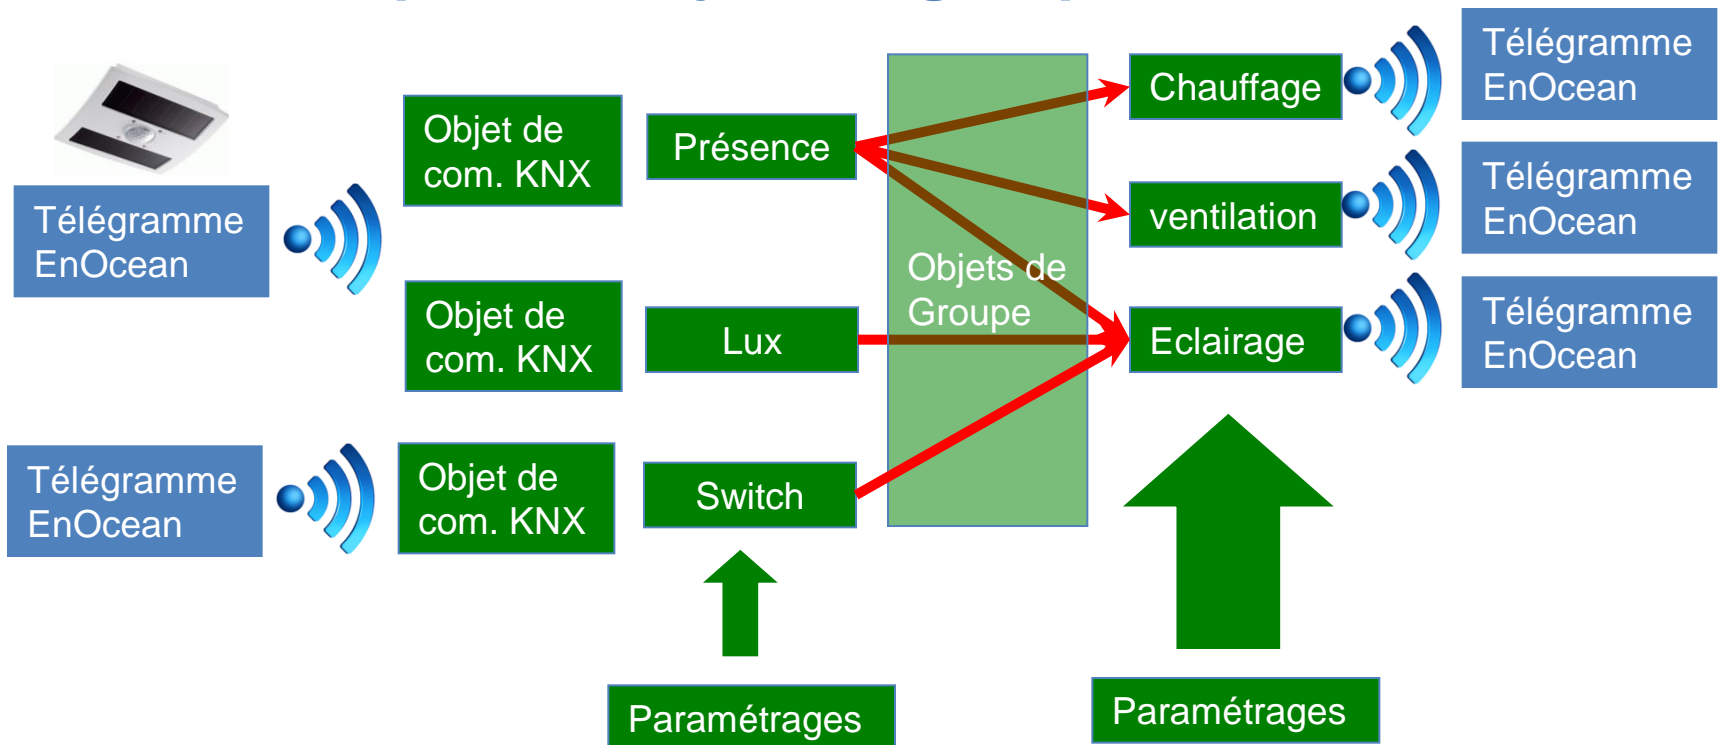 Télégramme
EnOcean
Objet de
com. KNX
Présence
Chauffage
Télégramme
EnOcean
ventilation
Télégramme
EnOcean
Objet de
com. KNX
Lux
Objets de
Groupe
Eclairage
Télégramme
EnOcean
Télégramme
EnOcean
Objet de
com. KNX
Switch
Paramétrages
Paramétrages